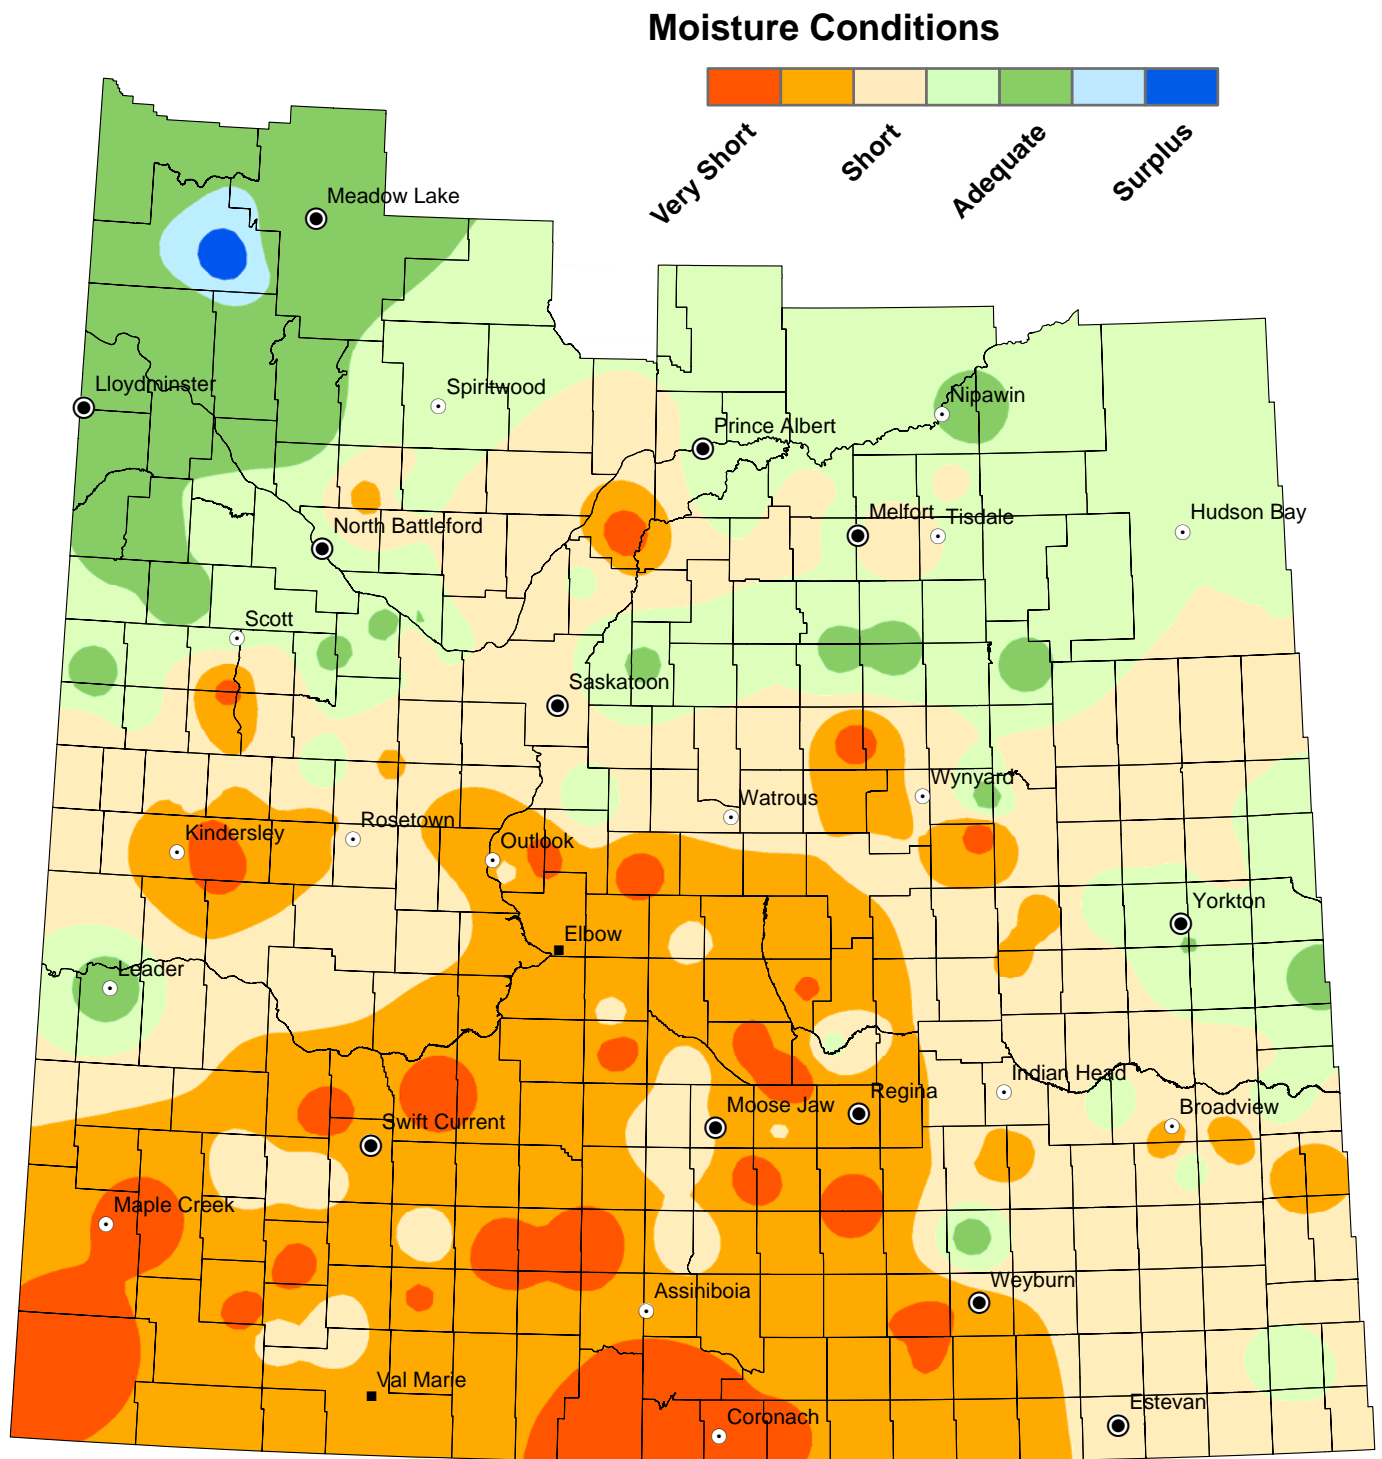 Moisture Conditions
Very Short
Short
Adequate
Surplus
Meadow Lake
Lloydminster
Spiritwood
Nipawin
Prince Albert
North Battleford
Melfort
Tisdale
Hudson Bay
Scott
Saskatoon
Wynyard
Watrous
Kindersley
Rosetown
Outlook
Yorkton
Elbow
Leader
Indian Head
Regina
Moose Jaw
Broadview
Swift Current
Maple Creek
Weyburn
Assiniboia
Val Marie
Estevan
Coronach